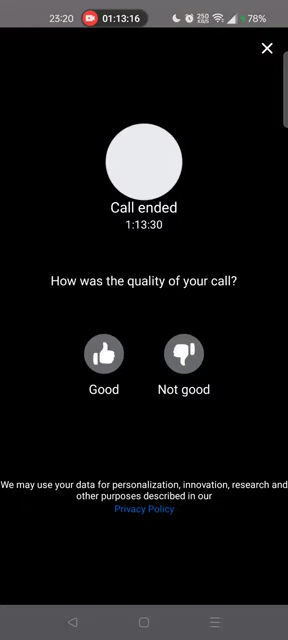 23:20 01:13:16 250 KB/S 78%
Call ended
1:13:30
How was the quality of your call?
Good Not good
We may use your data for personalization, innovation, research and
other purposes described in our
Privacy Policy